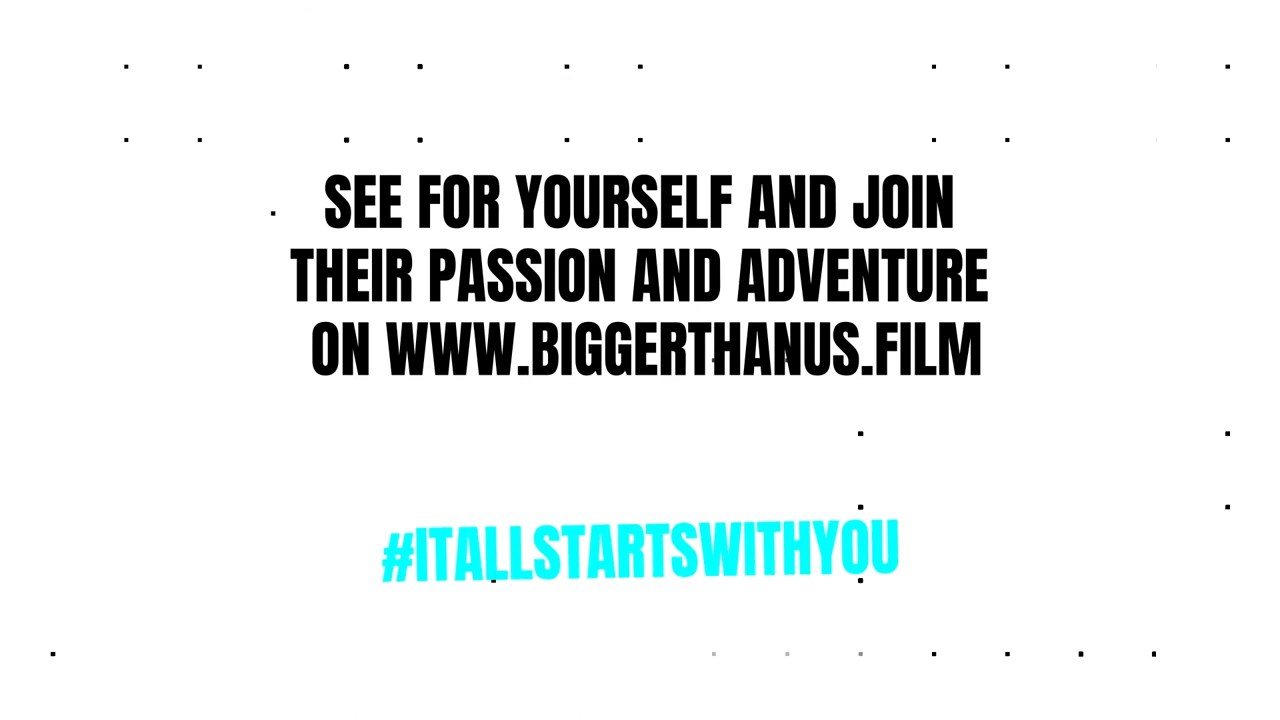 SEE FOR YOURSELF AND JOIN
THEIR PASSION AND ADVENTURE
ON WWW.BIGGERTHANUS.FILM
#ITALLSTARTSWITHYOU